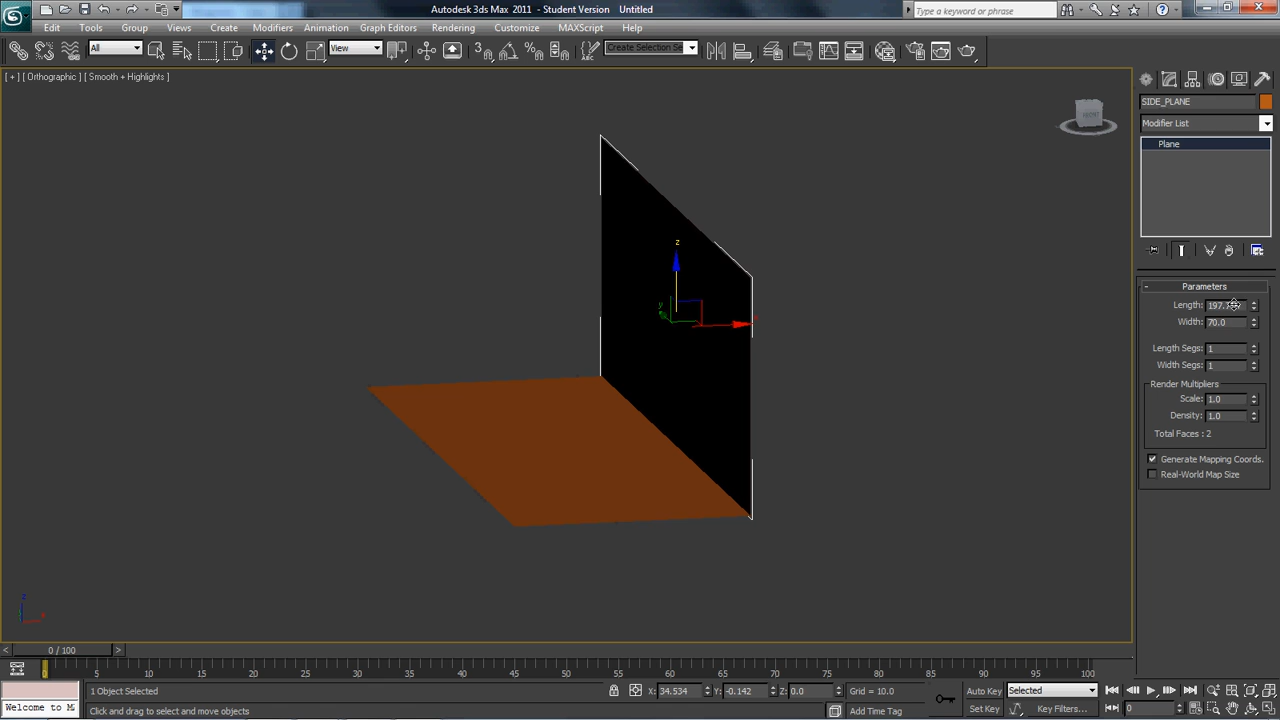 Autodesk 3ds Max 2011 - Student Version Untitled
Type a keyword or phrase
Edit Tools Group Views Create Modifiers Animation Graph Editors Rendering Customize MAXScript Help
All View Create Selection Se
[ + ] [ Orthographic ] [ Smooth + Highlights ]
FRONT
SIDE_PLANE
Modifier List
Plane
z
y
Parameters
Length:
Width: 70.0
Length Segs: 1
Width Segs: 1
Render Multipliers
Scale: 1.0
Density: 1.0
Total Faces : 2
Generate Mapping Coords.
Real-World Map Size
z
x
0 / 100
0 5 10 15 20 25 30 35 40 45 50 55 60 65 70 75 80 85 90 95 100
1 Object Selected X: 34.534 Y: -0.142 Z: 0.0 Grid = 10.0 Auto Key Selected
Welcome to M Click and drag to select and move objects Add Time Tag Set Key Key Filters... 0